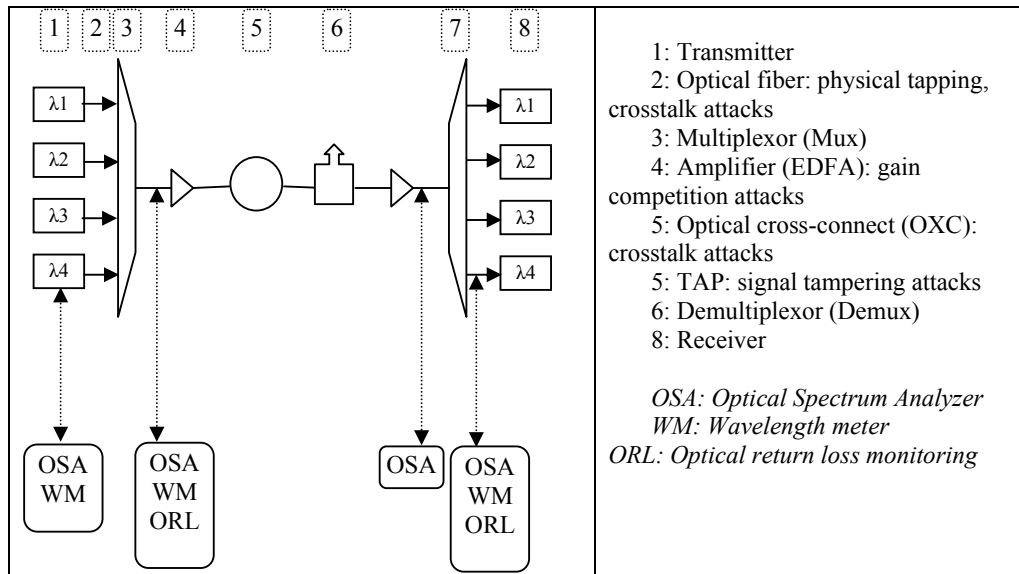 1 2 3 4 5 6 7 8
λ1
λ2
λ3
λ4
λ1
λ2
λ3
λ4
OSA
WM
OSA
WM
ORL
OSA
OSA
WM
ORL
1: Transmitter
2: Optical fiber: physical tapping,
crosstalk attacks
3: Multiplexor (Mux)
4: Amplifier (EDFA): gain
competition attacks
5: Optical cross-connect (OXC):
crosstalk attacks
5: TAP: signal tampering attacks
6: Demultiplexor (Demux)
8: Receiver
OSA: Optical Spectrum Analyzer
WM: Wavelength meter
ORL: Optical return loss monitoring